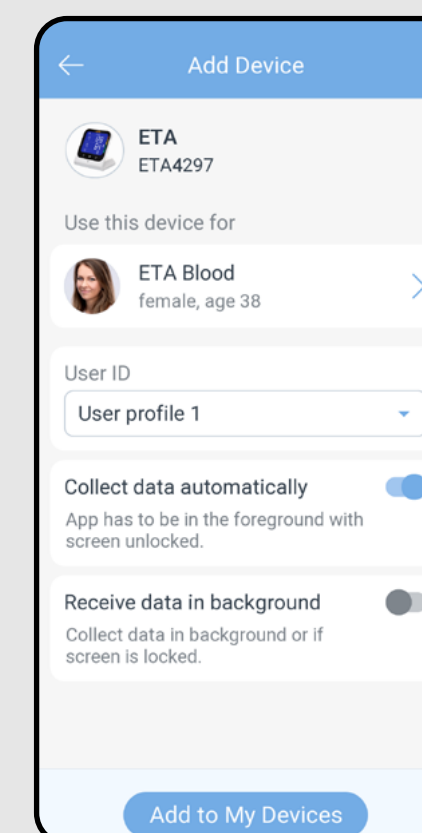 Add Device
ETA
ETA4297
Use this device for
ETA Blood
female, age 38
User ID
User profile 1
Collect data automatically
App has to be in the foreground with
screen unlocked.
Receive data in background
Collect data in background or if
screen is locked.
Add to My Devices